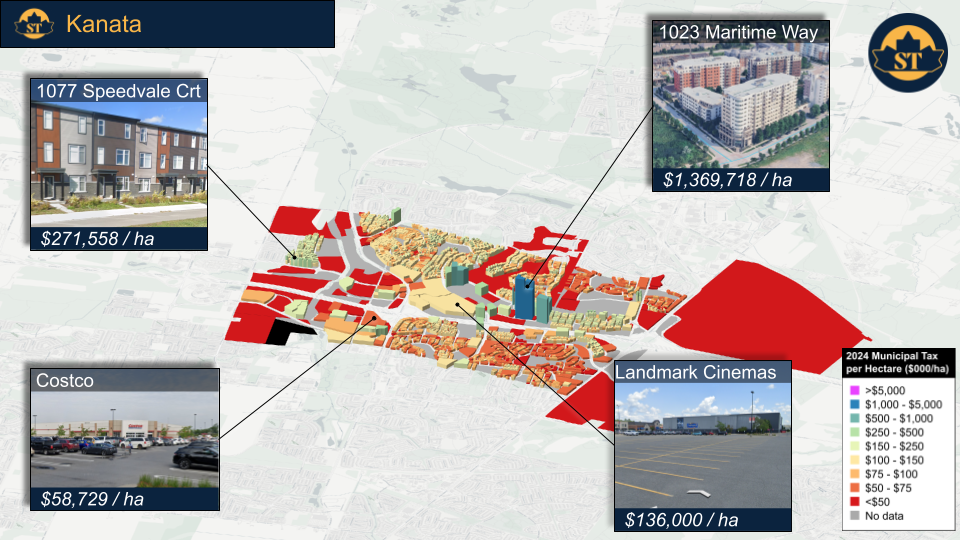 ST
Kanata
ST
1077 Speedvale Crt
$271,558 / ha
1023 Maritime Way
$1,369,718 / ha
Costco
$58,729 / ha
Landmark Cinemas
$136,000 / ha
2024 Municipal Tax
per Hectare ($000/ha)
>$5,000
$1,000 - $5,000
$500 - $1,000
$250 - $500
$150 - $250
$100 - $150
$75 - $100
$50 - $75
<$50
No data